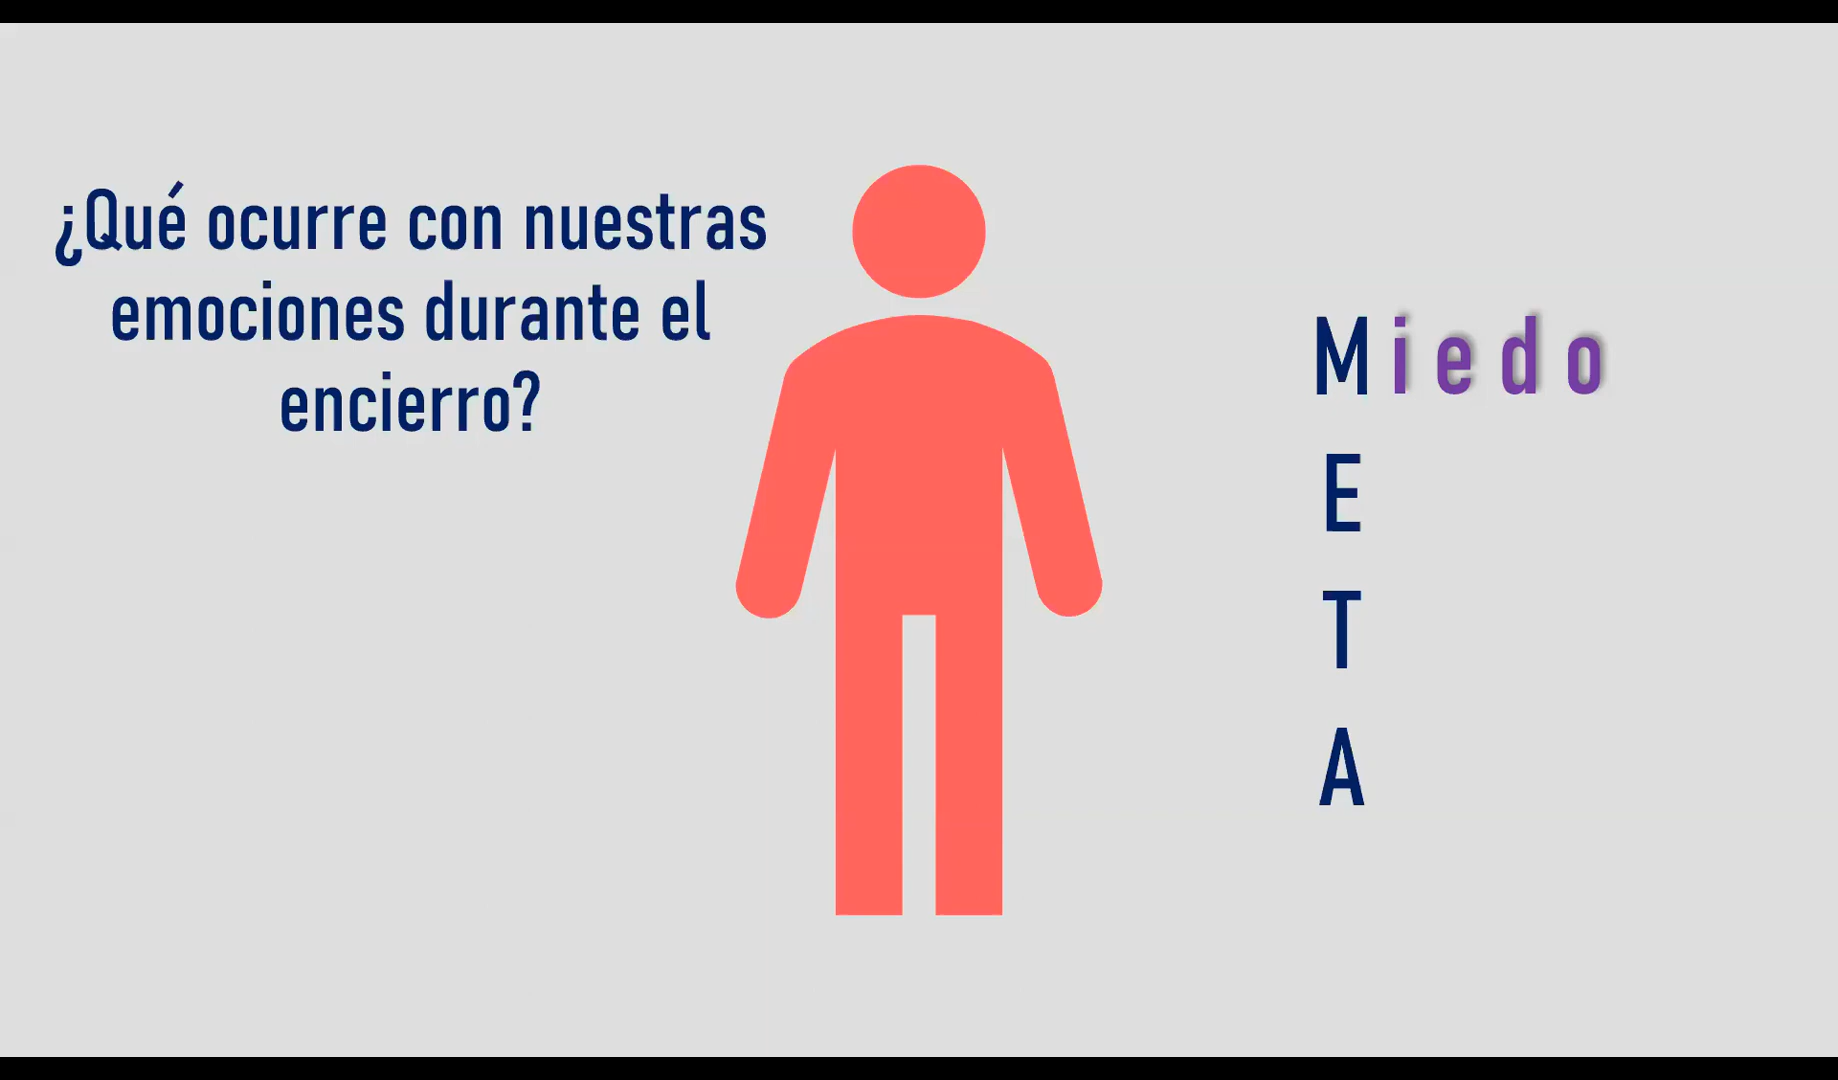 ¿Qué ocurre con nuestras
emociones durante el
encierro?
Miedo
E
T
A